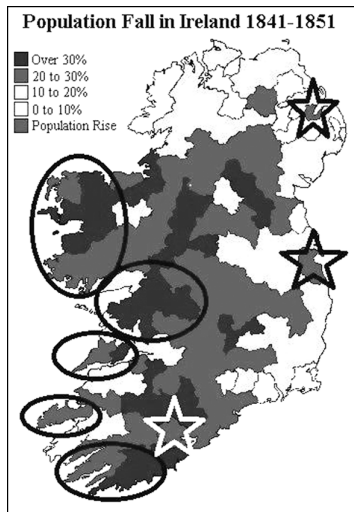 Population Fall in Ireland 1841-1851
Over 30%
20 to 30%
10 to 20%
0 to 10%
Population Rise